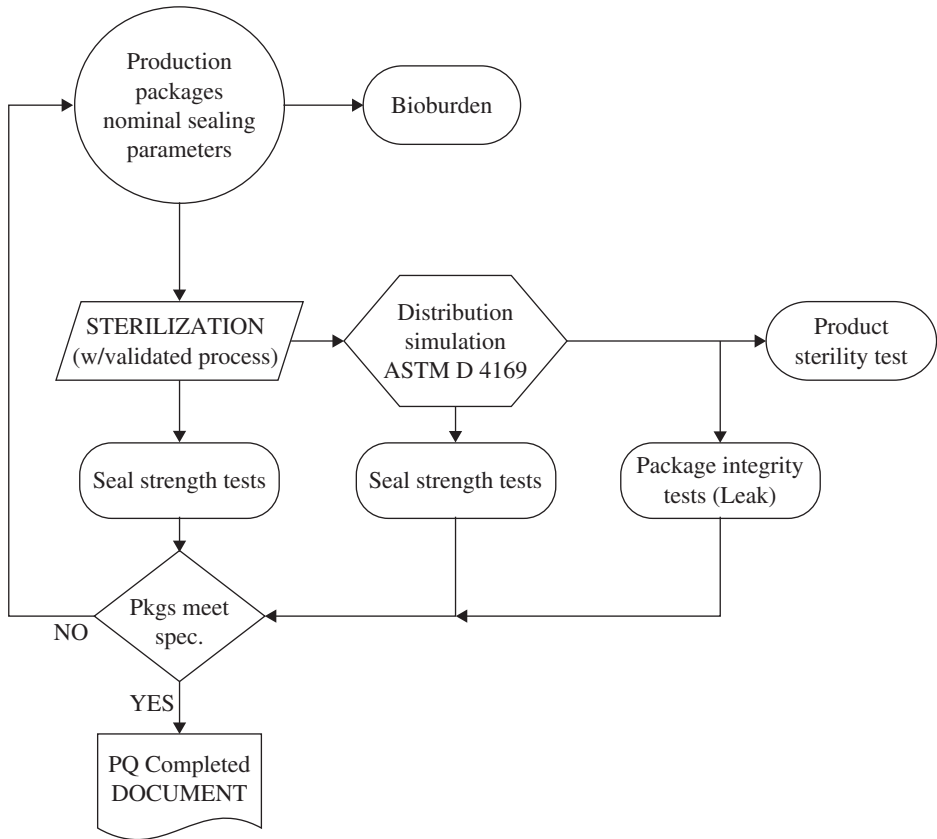 Production
packages
nominal sealing
parameters
Bioburden
STERILIZATION
(w/validated process)
Distribution
simulation
ASTM D 4169
Product
sterility test
Seal strength tests
Seal strength tests
Package integrity
tests (Leak)
Pkgs meet
spec.
NO
YES
PQ Completed
DOCUMENT